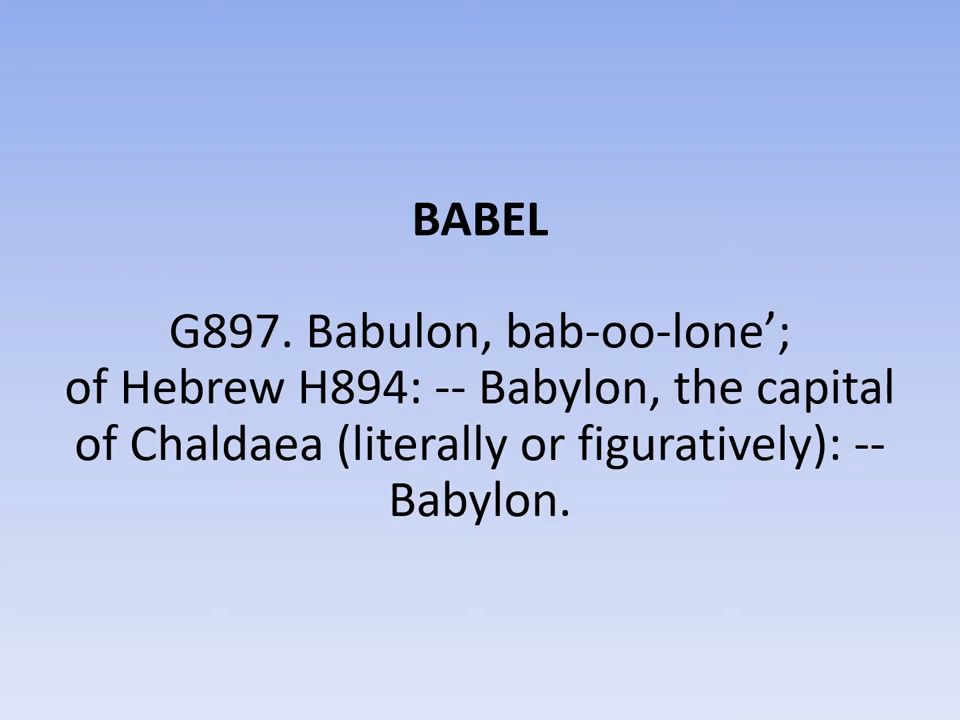 BABEL
G897. Babulon, bab-oo-lone’;
of Hebrew H894: -- Babylon, the capital
of Chaldaea (literally or figuratively): --
Babylon.